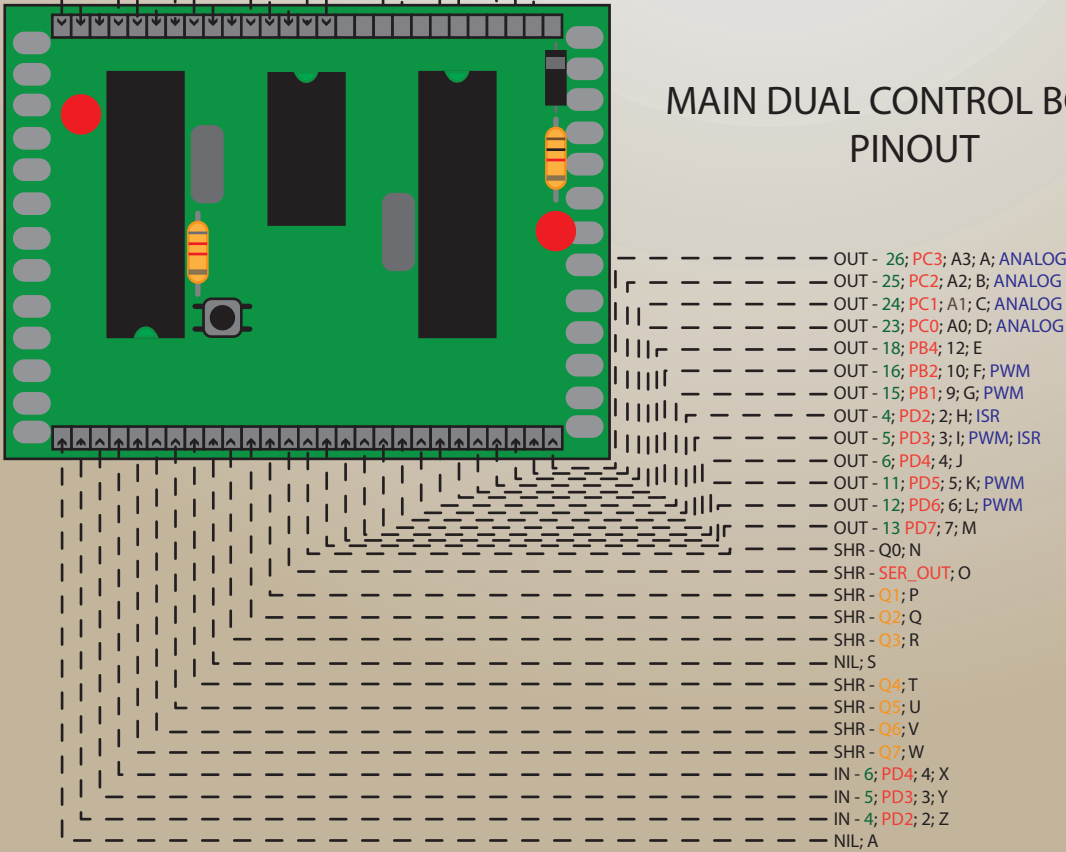 MAIN DUAL CONTROL
PINOUT
OUT - 26; PC3; A3; A; ANALOG
OUT - 25; PC2; A2; B; ANALOG
OUT - 24; PC1; A1; C; ANALOG
OUT - 23; PC0; A0; D; ANALOG
OUT - 18; PB4; 12; E
OUT - 16; PB2; 10; F; PWM
OUT - 15; PB1; 9; G; PWM
OUT - 4; PD2; 2; H; ISR
OUT - 5; PD3; 3; I; PWM; ISR
OUT - 6; PD4; 4; J
OUT - 11; PD5; 5; K; PWM
OUT - 12; PD6; 6; L; PWM
OUT - 13 PD7; 7; M
SHR - Q0; N
SHR - SER_OUT; O
SHR - Q1; P
SHR - Q2; Q
SHR - Q3; R
NIL; S
SHR - Q4; T
SHR - Q5; U
SHR - Q6; V
SHR - Q7; W
IN - 6; PD4; 4; X
IN - 5; PD3; 3; Y
IN - 4; PD2; 2; Z
NIL; A